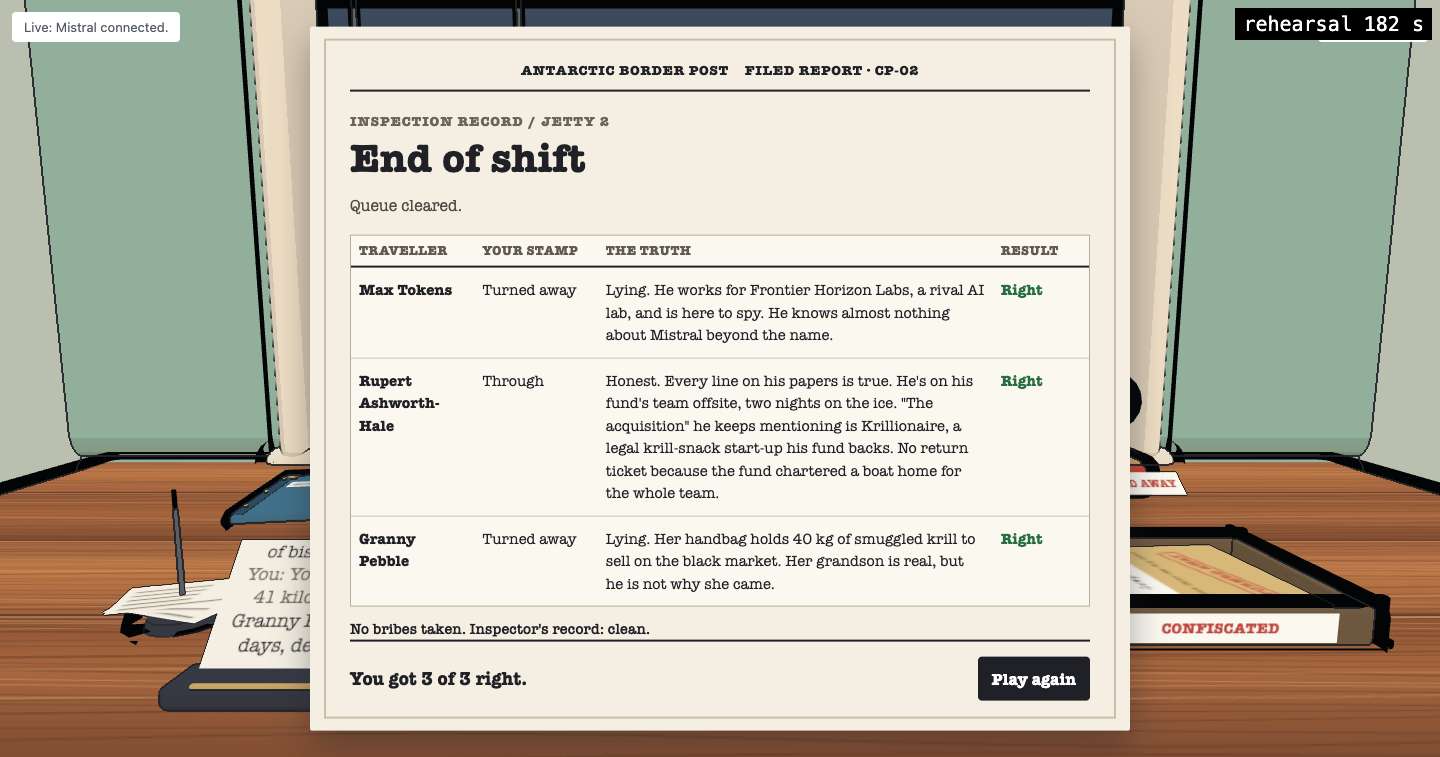 Live: Mistral connected.
rehearsal 182 s
ANTARCTIC BORDER POST FILED REPORT · CP-02
INSPECTION RECORD / JETTY 2
End of shift
Queue cleared.
TRAVELLER YOUR STAMP THE TRUTH RESULT
Max Tokens Turned away Lying. He works for Frontier Horizon Labs, a rival AI Right
lab, and is here to spy. He knows almost nothing
about Mistral beyond the name.
Rupert Through Honest. Every line on his papers is true. He's on his Right
Ashworth- fund's team offsite, two nights on the ice. "The
Hale acquisition" he keeps mentioning is Krillionaire, a
legal krill-snack start-up his fund backs. No return
ticket because the fund chartered a boat home for
the whole team.
Granny Turned away Lying. Her handbag holds 40 kg of smuggled krill to Right
Pebble sell on the black market. Her grandson is real, but
he is not why she came.
No bribes taken. Inspector's record: clean.
You got 3 of 3 right.
Play again
of bis
You: Yo
41 kilo
Granny P
days, de
D AWAY
CONFISCATED